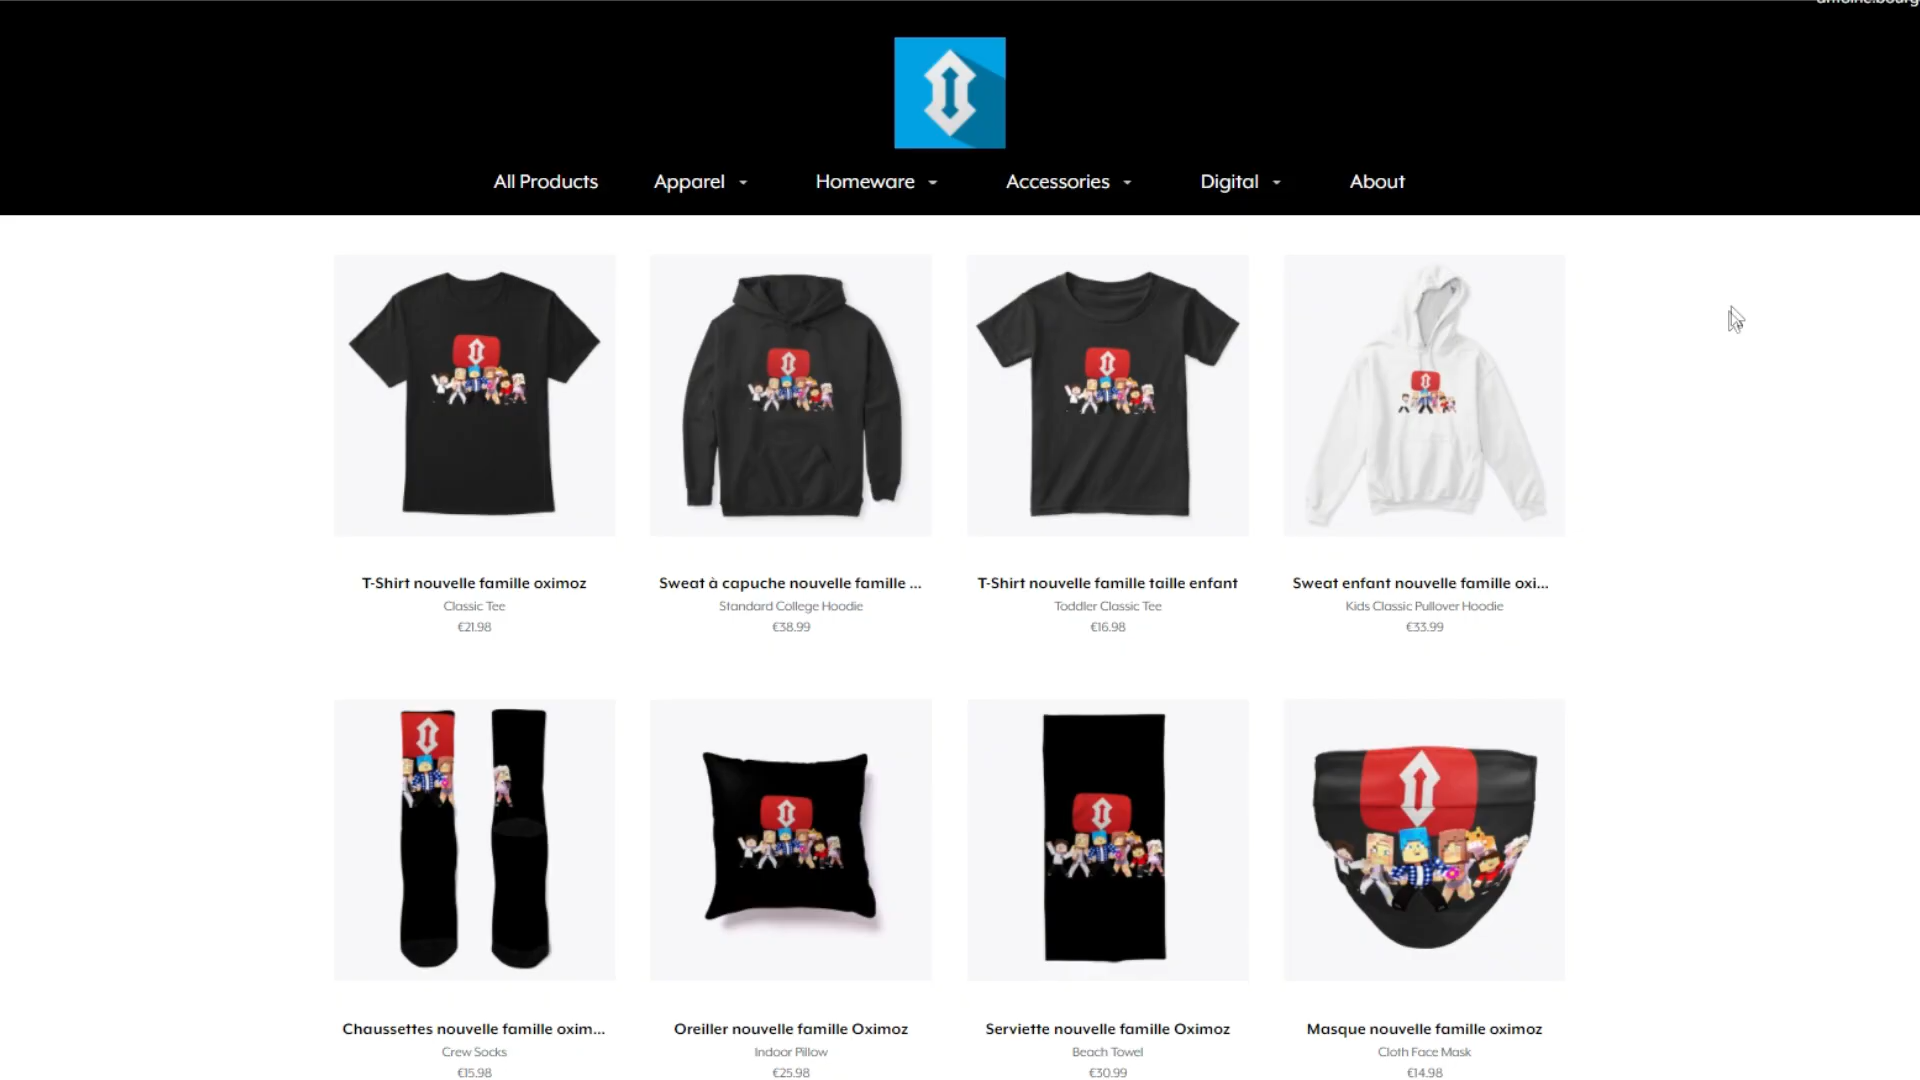 All Products Apparel Homeware Accessories Digital About
T-Shirt nouvelle famille oximoz
Classic Tee
€21.98
Sweat à capuche nouvelle famille ...
Standard College Hoodie
€38.99
T-Shirt nouvelle famille taille enfant
Toddler Classic Tee
€16.98
Sweat enfant nouvelle famille oxi...
Kids Classic Pullover Hoodie
€33.99
Chaussettes nouvelle famille oxim...
Crew Socks
€15.98
Oreiller nouvelle famille Oximoz
Indoor Pillow
€25.98
Serviette nouvelle famille Oximoz
Beach Towel
€30.99
Masque nouvelle famille oximoz
Cloth Face Mask
€14.98